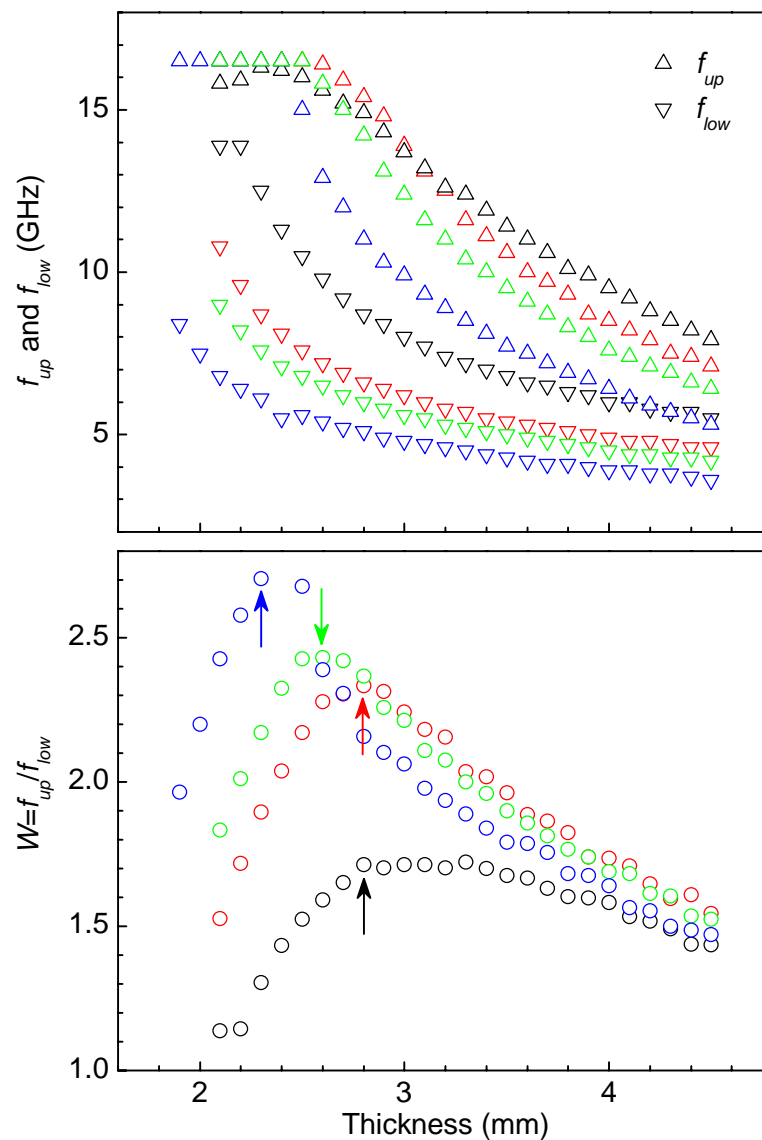 15
10
5
f_up and f_low (GHz)
△ f_up
▽ f_low
2.5
2.0
1.5
1.0
W=f_up/f_low
2 3 4
Thickness (mm)